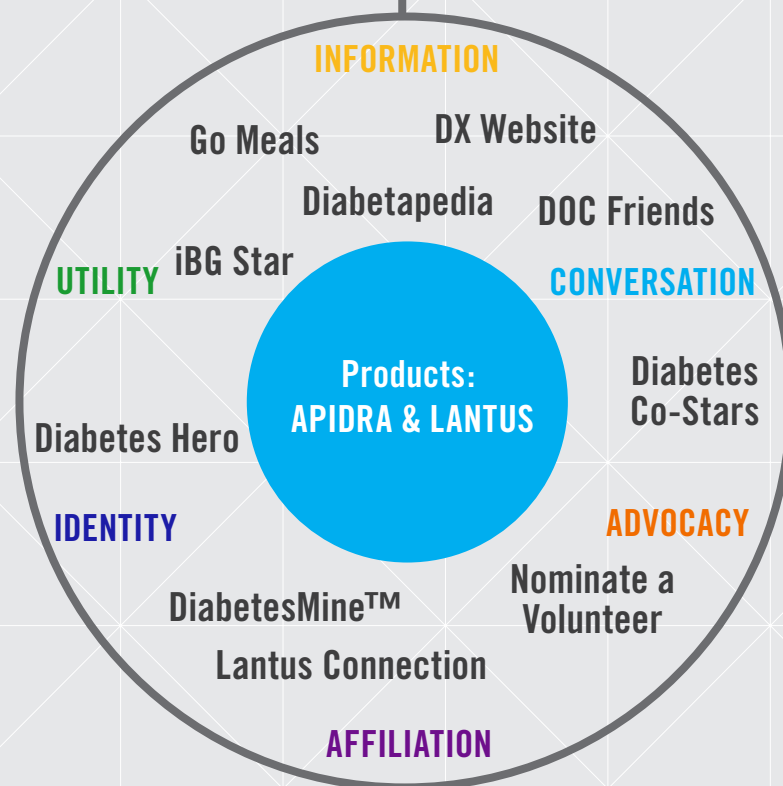 INFORMATION
Go Meals
DX Website
Diabetapedia
DOC Friends
UTILITY
iBG Star
CONVERSATION
Products:
APIDRA & LANTUS
Diabetes
Co-Stars
Diabetes Hero
IDENTITY
ADVOCACY
Nominate a
Volunteer
DiabetesMine™
Lantus Connection
AFFILIATION